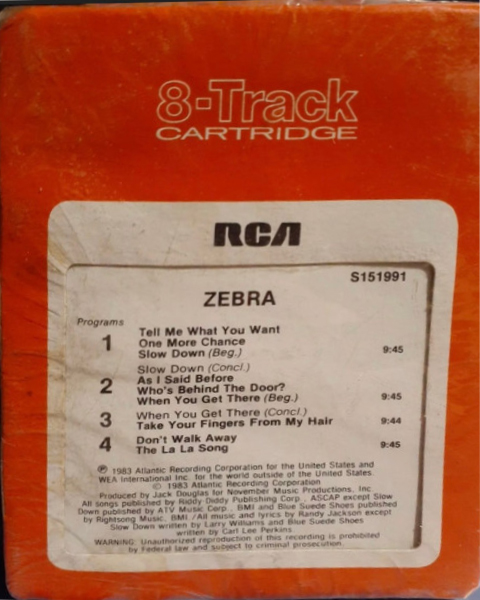 8-Track
CARTRIDGE
RCA
S151991
ZEBRA
Programs
1
Tell Me What You Want
One More Chance
Slow Down (Beg.) 9:45
2
Slow Down (Concl.)
As I Said Before
Who's Behind The Door?
When You Get There (Beg.) 9:45
3
When You Get There (Concl.)
Take Your Fingers From My Hair 9:44
4
Don't Walk Away
The La La Song 9:45
℗ 1983 Atlantic Recording Corporation for the United States and
WEA International Inc. for the world outside of the United States.
© 1983 Atlantic Recording Corporation
Produced by Jack Douglas for November Music Productions, Inc
All songs published by Riddly Diddy Publishing Corp., ASCAP except Slow
Down published by ATV Music Corp., BMI and Blue Suede Shoes published
by Rightsong Music, BMI./All music and lyrics by Randy Jackson except
Slow Down written by Larry Williams and Blue Suede Shoes
written by Carl Lee Perkins
WARNING: Unauthorized reproduction of this recording is prohibited
by Federal law and subject to criminal prosecution.